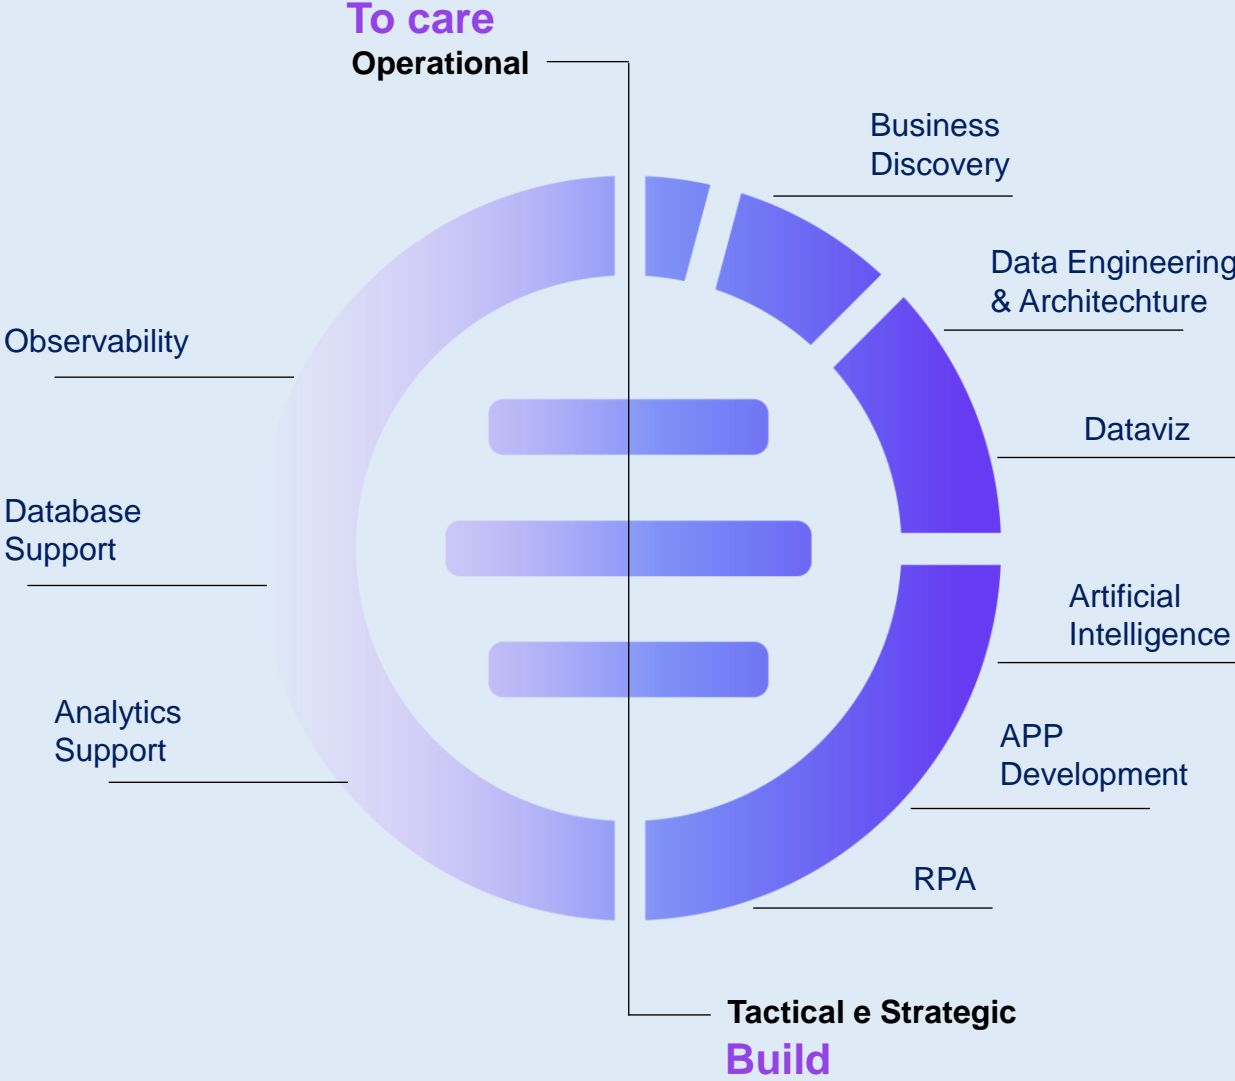 To care
Operational
Business
Discovery
Data Engineering
& Architechture
Observability
Dataviz
Database
Support
Artificial
Intelligence
Analytics
Support
APP
Development
RPA
Tactical e Strategic
Build